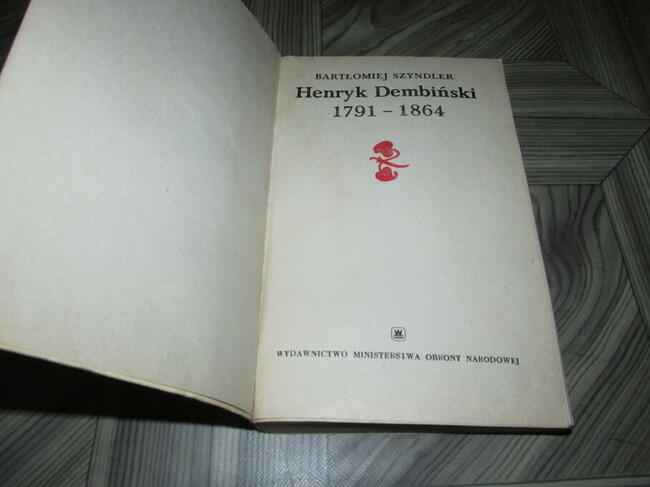 BARTŁOMIEJ SZYNDLER
Henryk Dembiński
1791 – 1864
WYDAWNICTWO MINISTERSTWA OBRONY NARODOWEJ